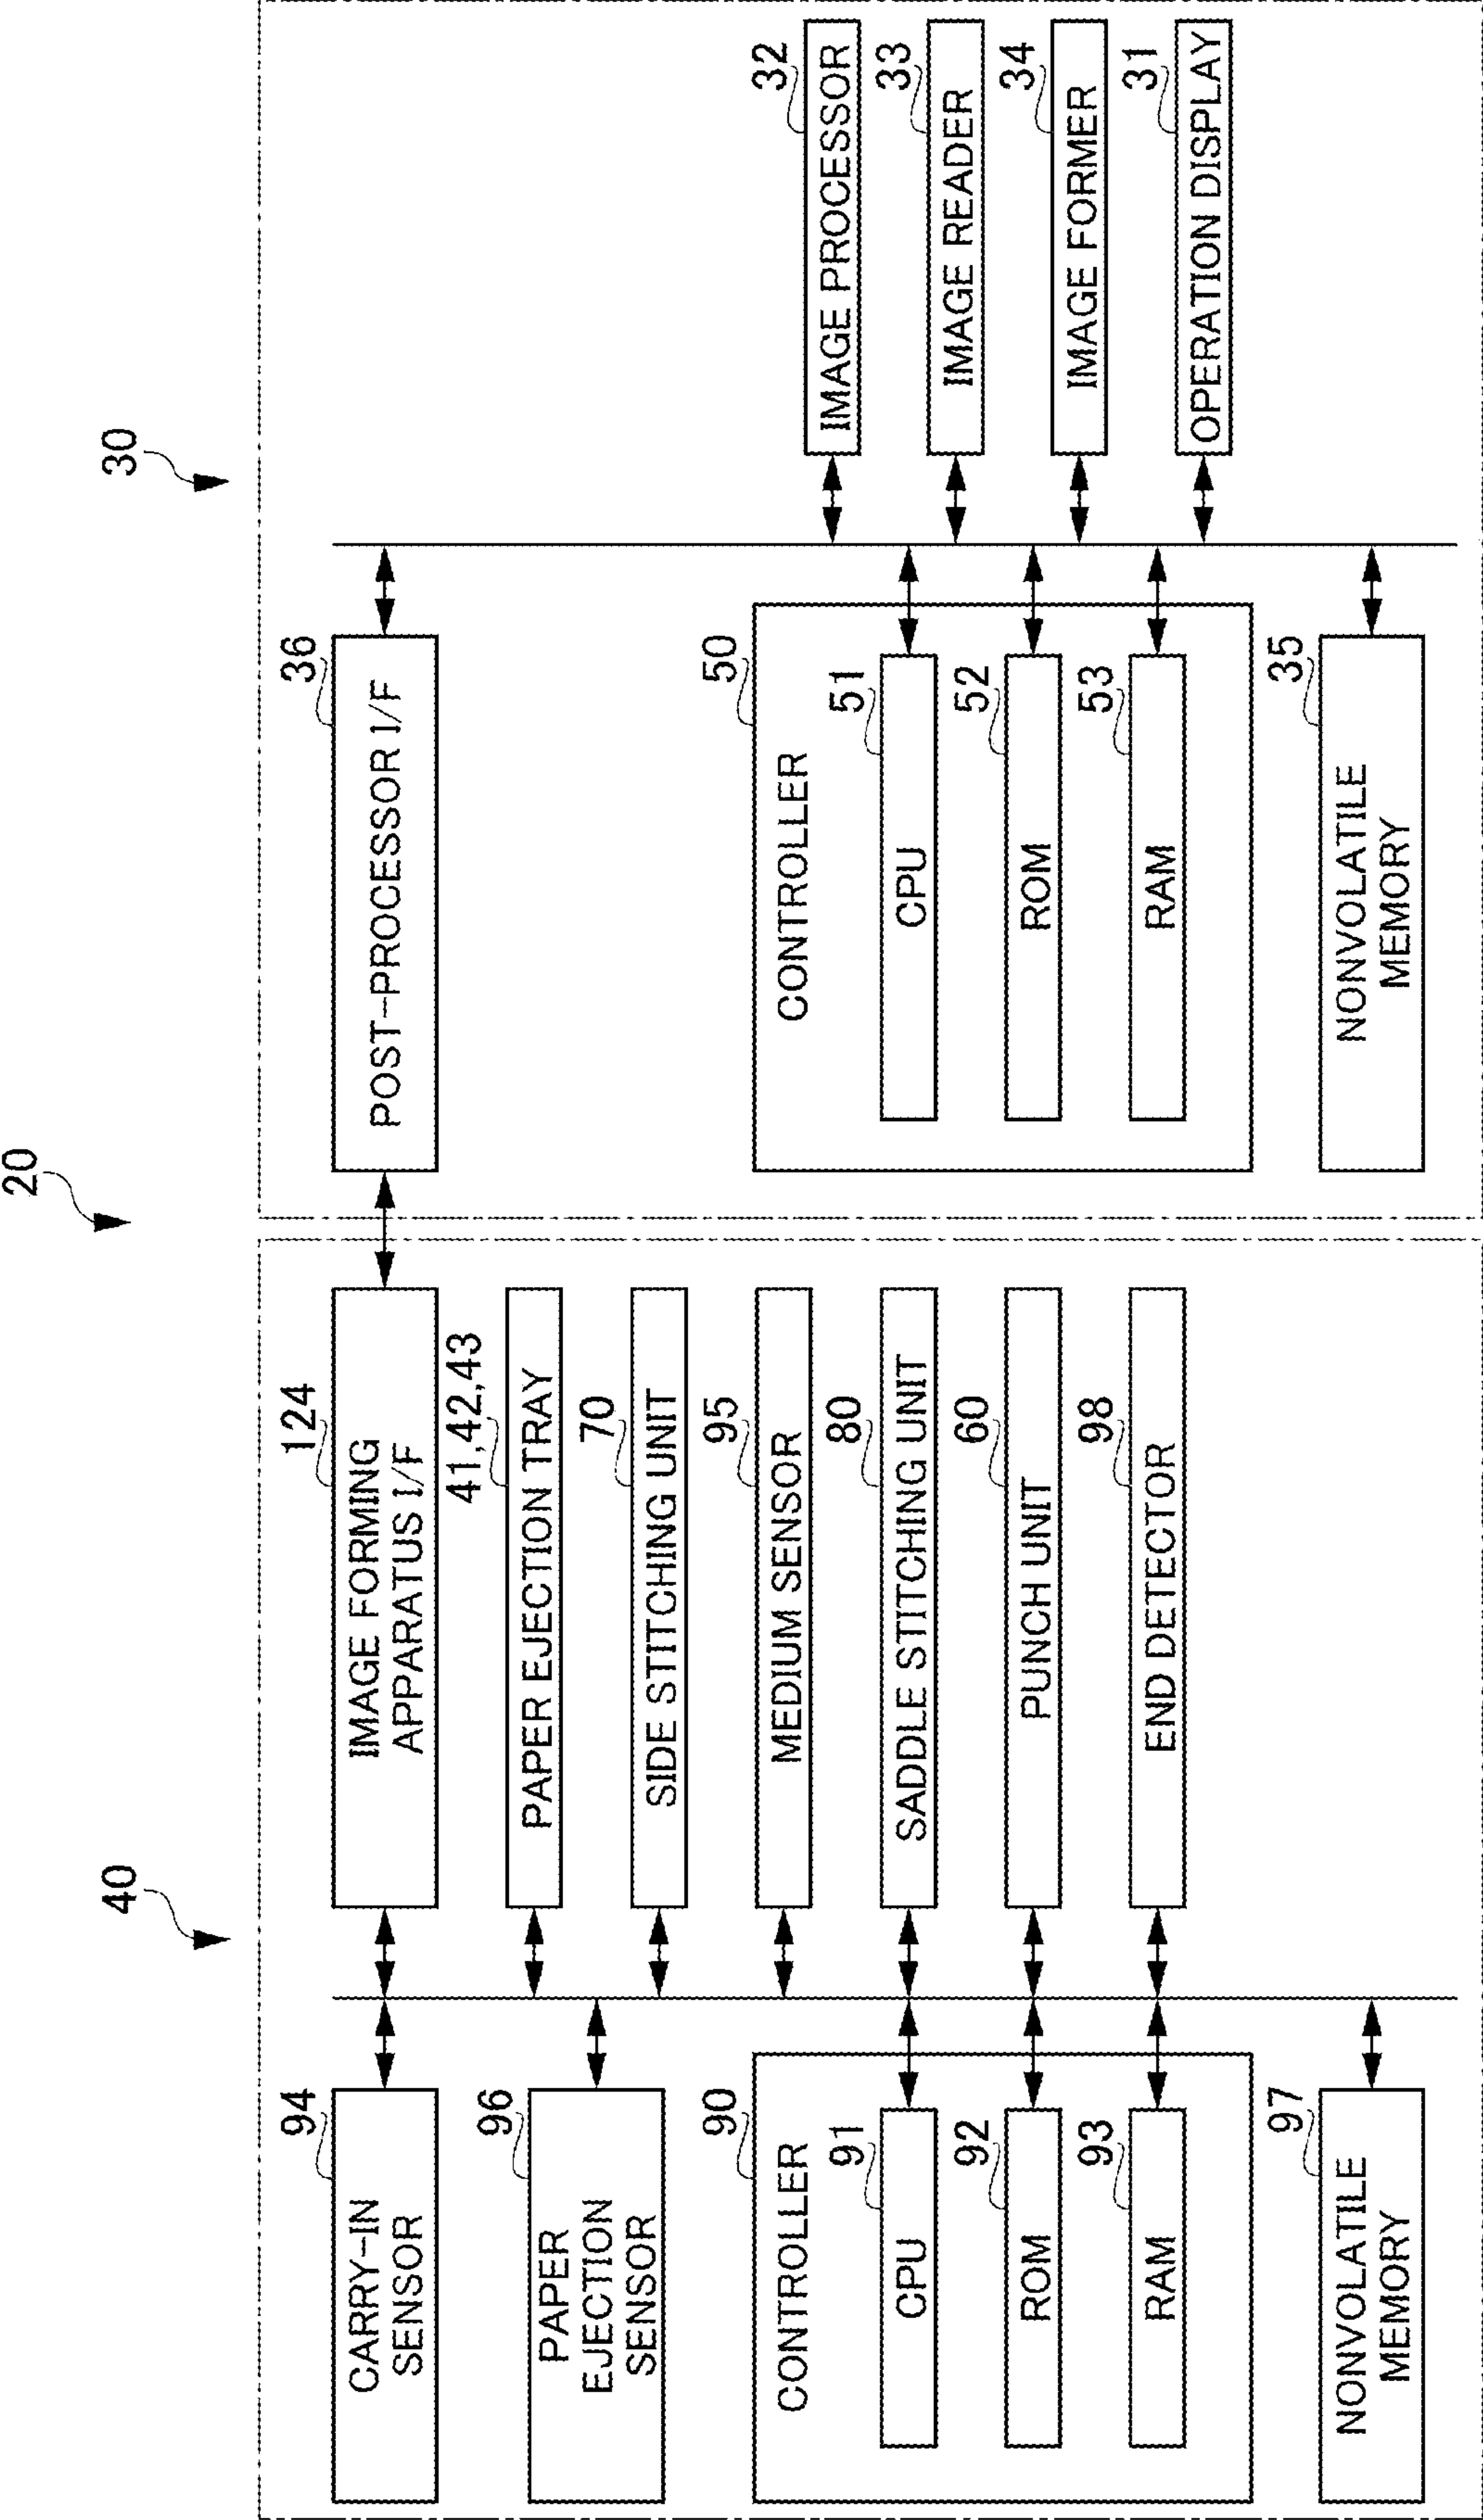 20
40
30
94
CARRY-IN
SENSOR
96
PAPER
EJECTION
SENSOR
90
CONTROLLER
91
CPU
92
ROM
93
RAM
97
NONVOLATILE
MEMORY
124
IMAGE FORMING
APPARATUS I/F
41,42,43
PAPER EJECTION TRAY
70
SIDE STITCHING UNIT
95
MEDIUM SENSOR
80
SADDLE STITCHING UNIT
60
PUNCH UNIT
98
END DETECTOR
36
POST-PROCESSOR I/F
50
CONTROLLER
51
CPU
52
ROM
53
RAM
35
NONVOLATILE
MEMORY
32
IMAGE PROCESSOR
33
IMAGE READER
34
IMAGE FORMER
31
OPERATION DISPLAY